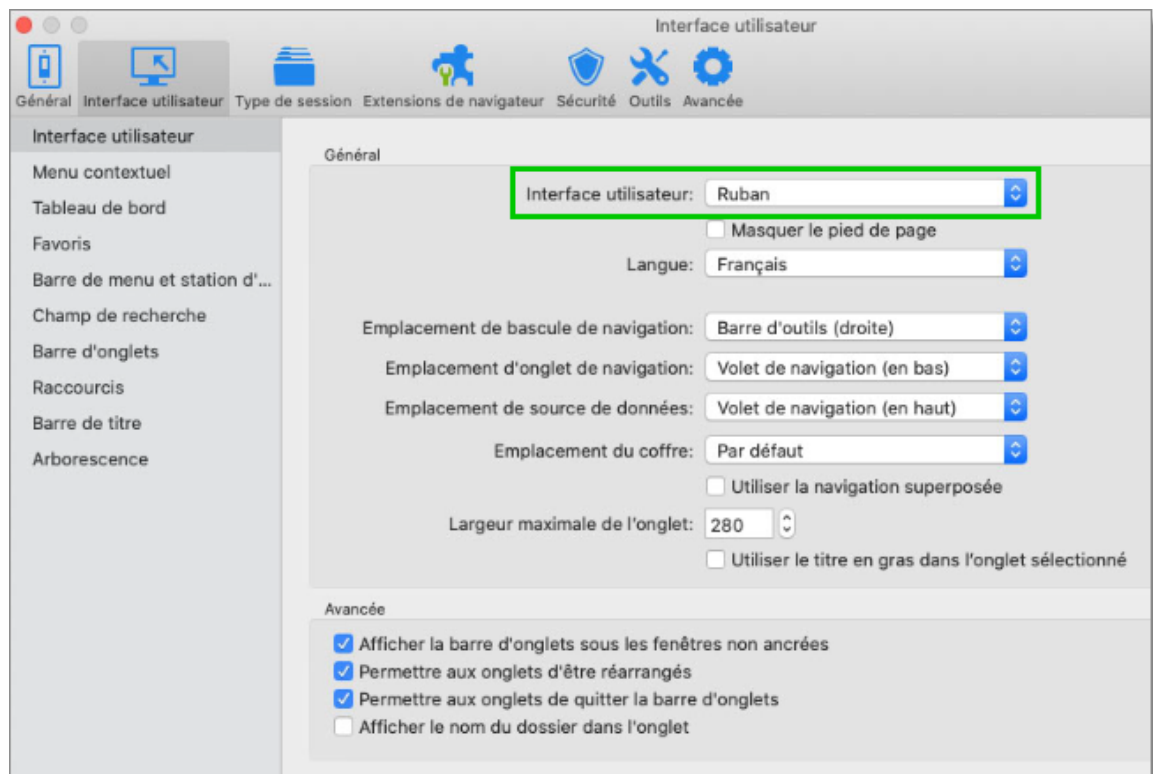 Interface utilisateur
Général Interface utilisateur Type de session Extensions de navigateur Sécurité Outils Avancée
Interface utilisateur
Menu contextuel
Tableau de bord
Favoris
Barre de menu et station d'...
Champ de recherche
Barre d'onglets
Raccourcis
Barre de titre
Arborescence
Général
Interface utilisateur: Ruban
Masquer le pied de page
Langue: Français
Emplacement de bascule de navigation: Barre d'outils (droite)
Emplacement d'onglet de navigation: Volet de navigation (en bas)
Emplacement de source de données: Volet de navigation (en haut)
Emplacement du coffre: Par défaut
Utiliser la navigation superposée
Largeur maximale de l'onglet: 280
Utiliser le titre en gras dans l'onglet sélectionné
Avancée
Afficher la barre d'onglets sous les fenêtres non ancrées
Permettre aux onglets d'être réarrangés
Permettre aux onglets de quitter la barre d'onglets
Afficher le nom du dossier dans l'onglet